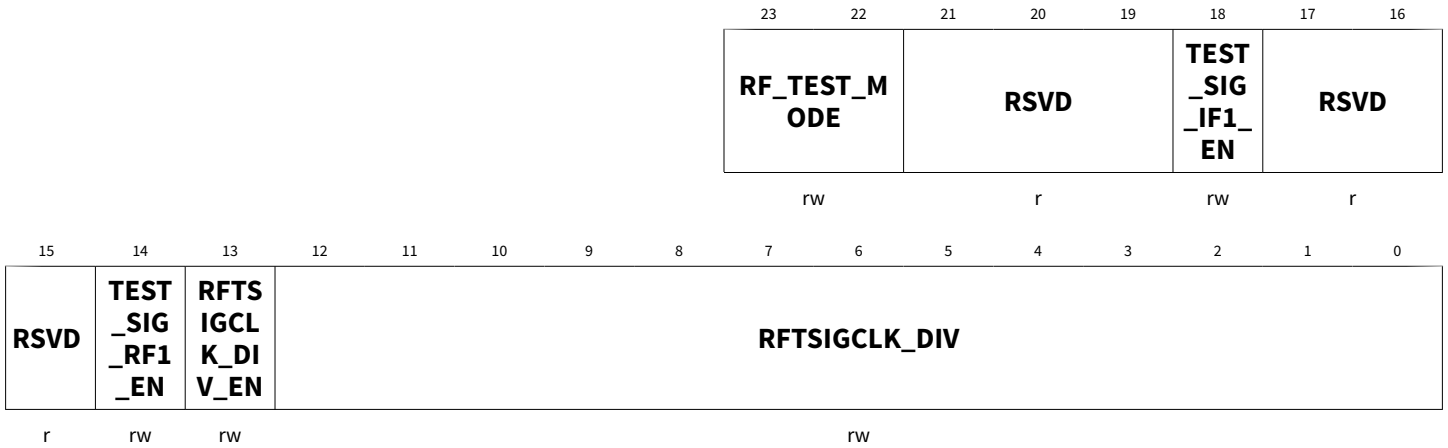 23 22 21 20 19 18 17 16
RF_TEST_M
ODE
RSVD
TEST
_SIG
_IF1_
EN
RSVD
rw r rw r
15 14 13 12 11 10 9 8 7 6 5 4 3 2 1 0
RSVD
TEST
_SIG
_RF1
_EN
RFTS
IGCL
K_DI
V_EN
RFTSIGCLK_DIV
r rw rw rw